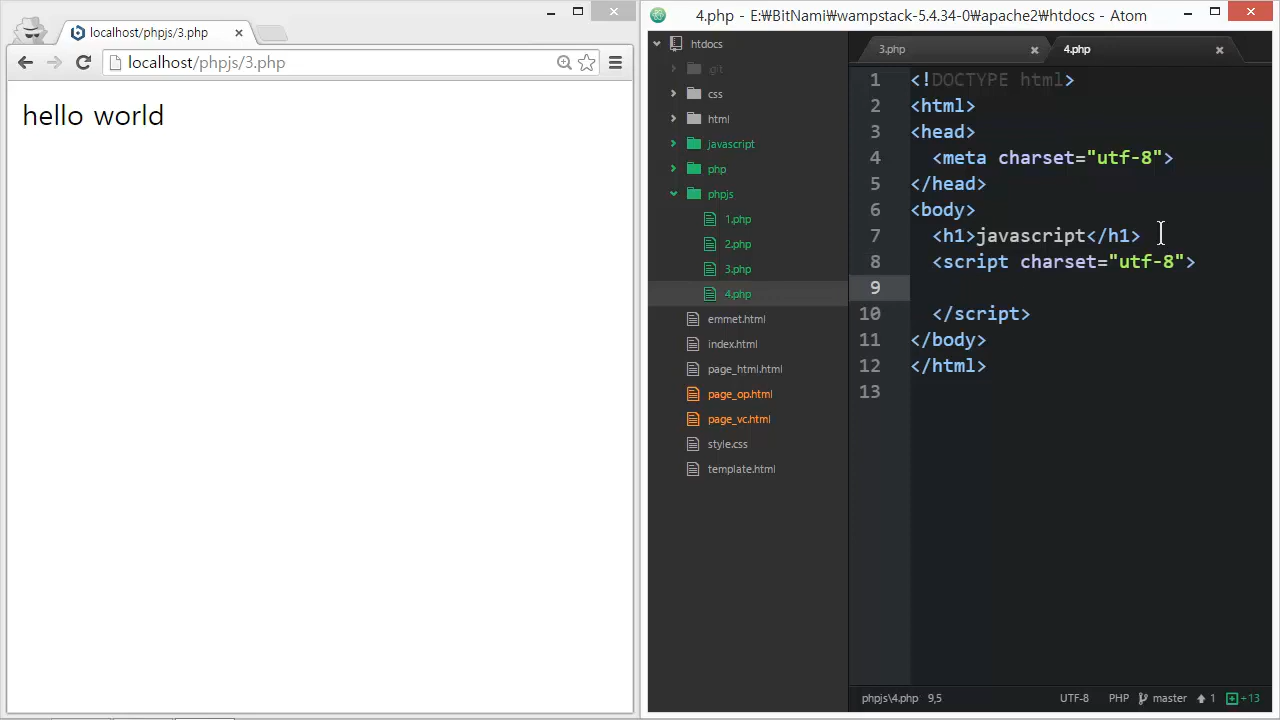 localhost/phpjs/3.php
localhost/phpjs/3.php
hello world
4.php - E:₩BitNami₩wampstack-5.4.34-0₩apache2₩htdocs - Atom
htdocs
.git
css
html
javascript
php
phpjs
1.php
2.php
3.php
4.php
emmet.html
index.html
page_html.html
page_op.html
page_vc.html
style.css
template.html
3.php
4.php
1 <!DOCTYPE html>
2 <html>
3 <head>
4 <meta charset="utf-8">
5 </head>
6 <body>
7 <h1>javascript</h1>
8 <script charset="utf-8">
9
10 </script>
11 </body>
12 </html>
13
phpjs\4.php 9,5 UTF-8 PHP master 1 +13